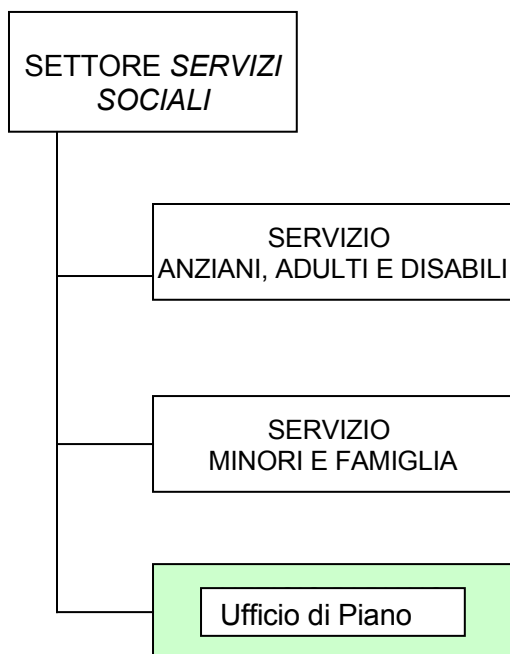 SETTORE SERVIZI
SOCIALI
SERVIZIO
ANZIANI, ADULTI E DISABILI
SERVIZIO
MINORI E FAMIGLIA
Ufficio di Piano